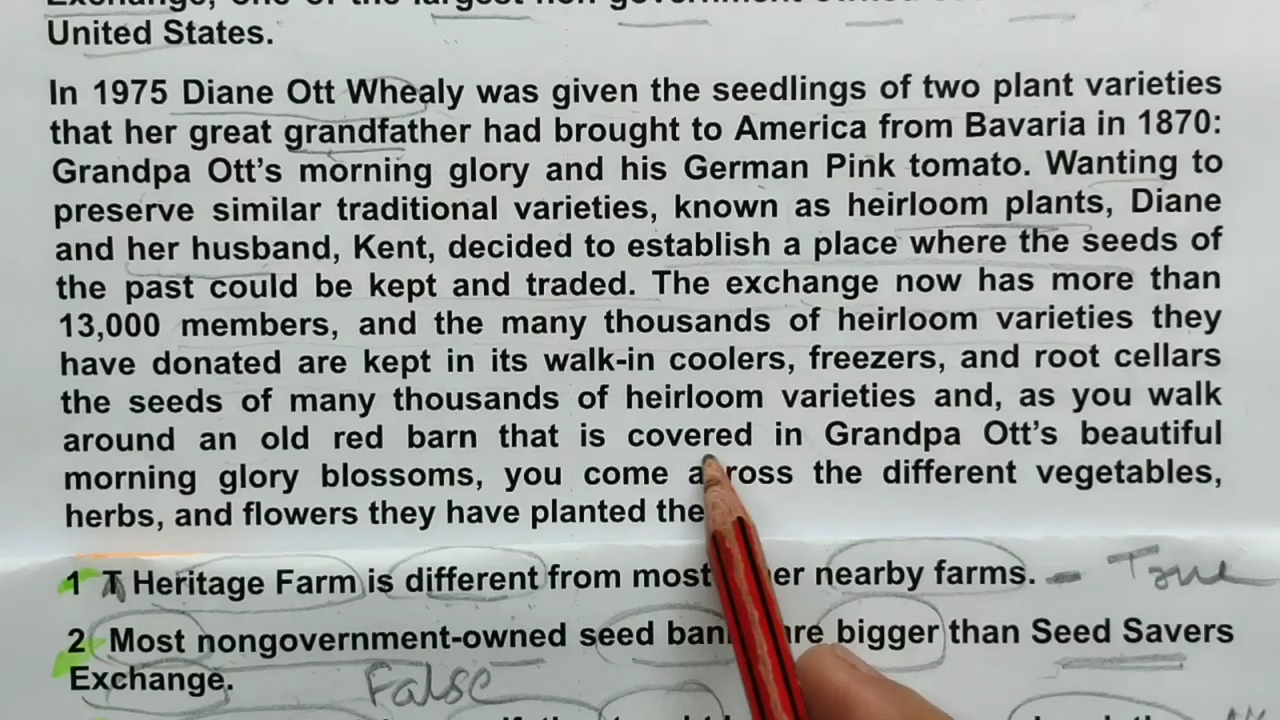 Exchange, one of the largest non government owned
United States.
In 1975 Diane Ott Whealy was given the seedlings of two plant varieties
that her great grandfather had brought to America from Bavaria in 1870:
Grandpa Ott's morning glory and his German Pink tomato. Wanting to
preserve similar traditional varieties, known as heirloom plants, Diane
and her husband, Kent, decided to establish a place where the seeds of
the past could be kept and traded. The exchange now has more than
13,000 members, and the many thousands of heirloom varieties they
have donated are kept in its walk-in coolers, freezers, and root cellars
the seeds of many thousands of heirloom varieties and, as you walk
around an old red barn that is covered in Grandpa Ott's beautiful
morning glory blossoms, you come across the different vegetables,
herbs, and flowers they have planted the
1 T Heritage Farm is different from most er nearby farms. - True
2 Most nongovernment-owned seed ban are bigger than Seed Savers
Exchange. False